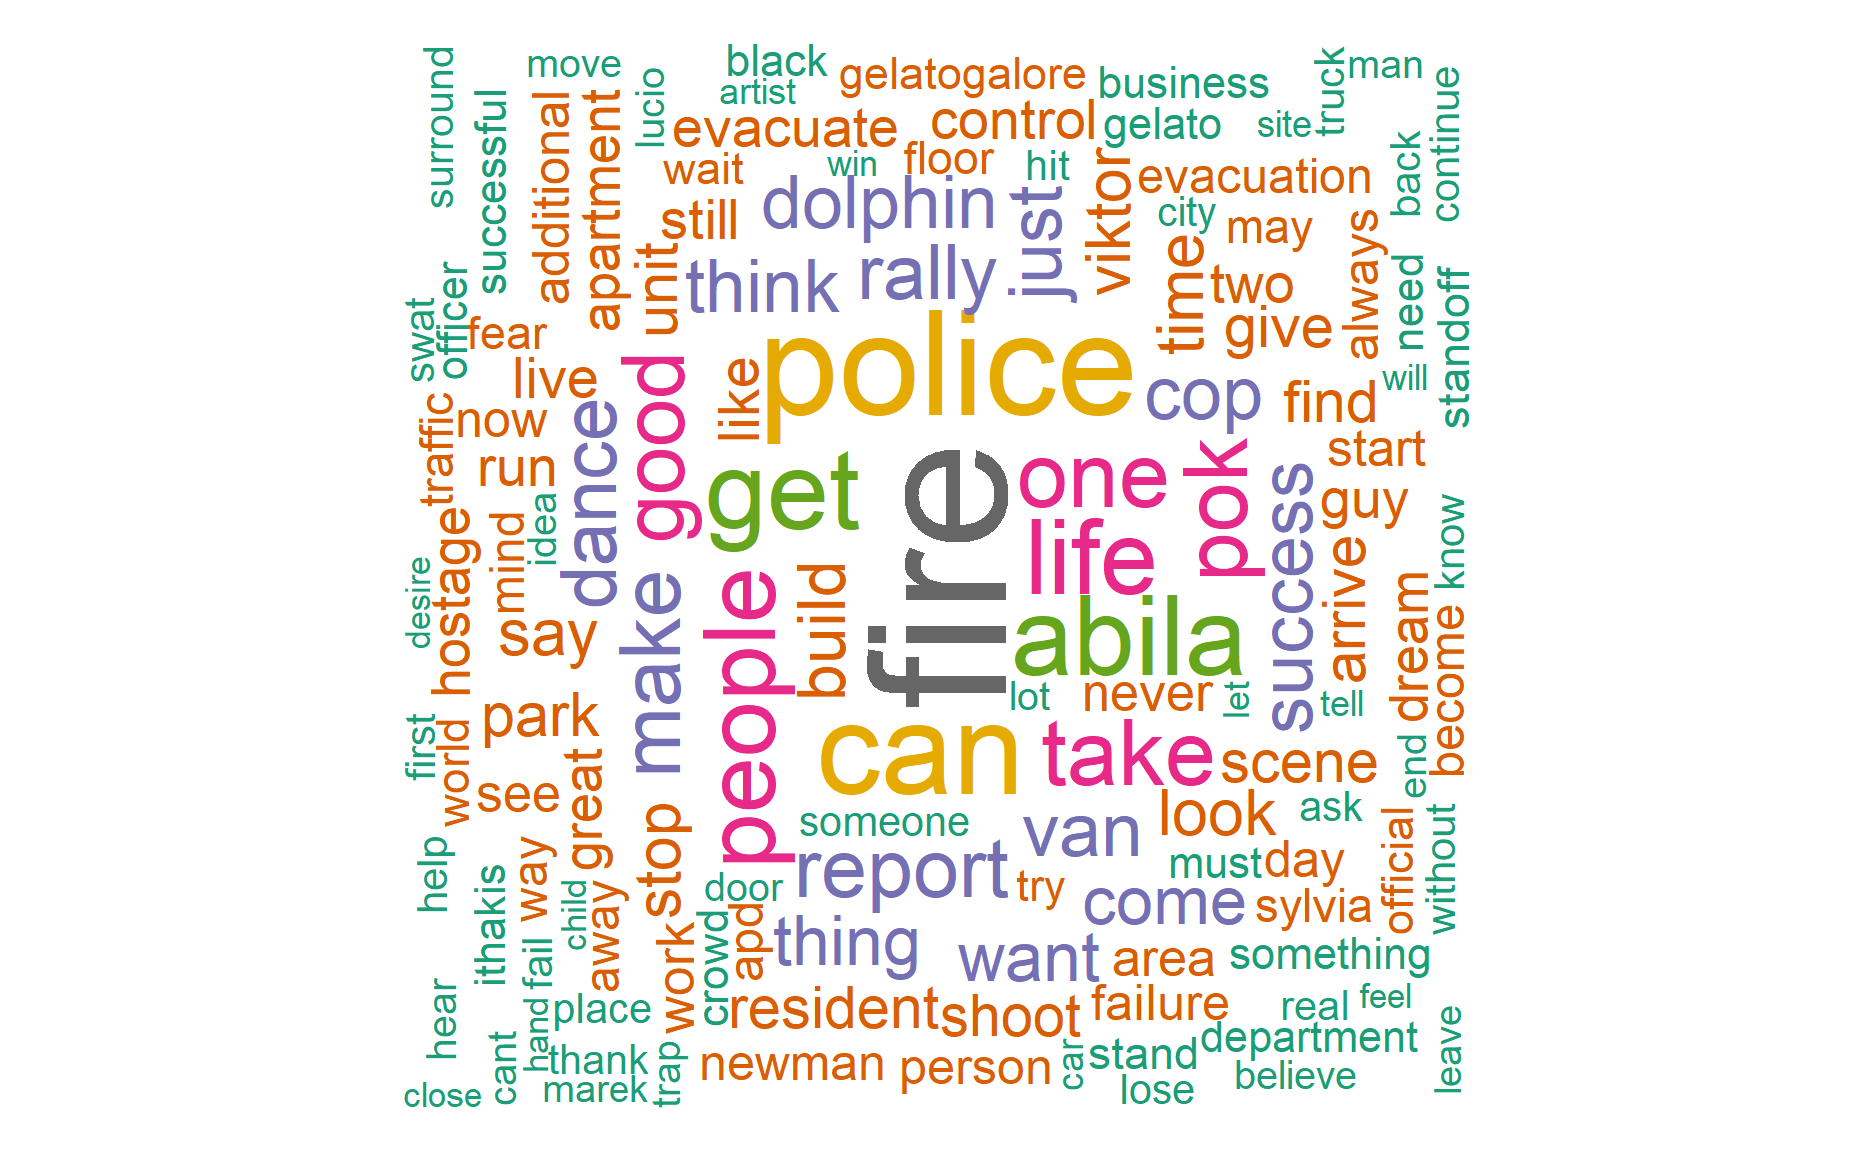 surround
successful
move
additional
apartment
lucio
black
artist
gelatogalore
business
truck
man
continue
evacuate
control
gelato
site
back
wait
win
floor
hit
viktor
evacuation
still
dolphin
just
city
may
always
need
unit
think
rally
time
two
standoff
swat
officer
fear
give
live
good
like
police
cop
find
will
traffic
now
dance
run
get
fire
one
pok
success
start
guy
hostage
mind
idea
life
arrive
know
desire
say
make
people
build
abila
dream
become
first
world
park
lot
never
let
tell
see
great
can
take
scene
end
help
way
stop
someone
van
look
ask
official
without
ithakis
child
away
door
report
try
must
day
come
sylvia
fail
work
crowd
apd
thing
want
area
something
hear
hand
place
resident
shoot
failure
real
feel
leave
cant
thank
trap
newman
person
car
stand
department
close
marek
lose
believe